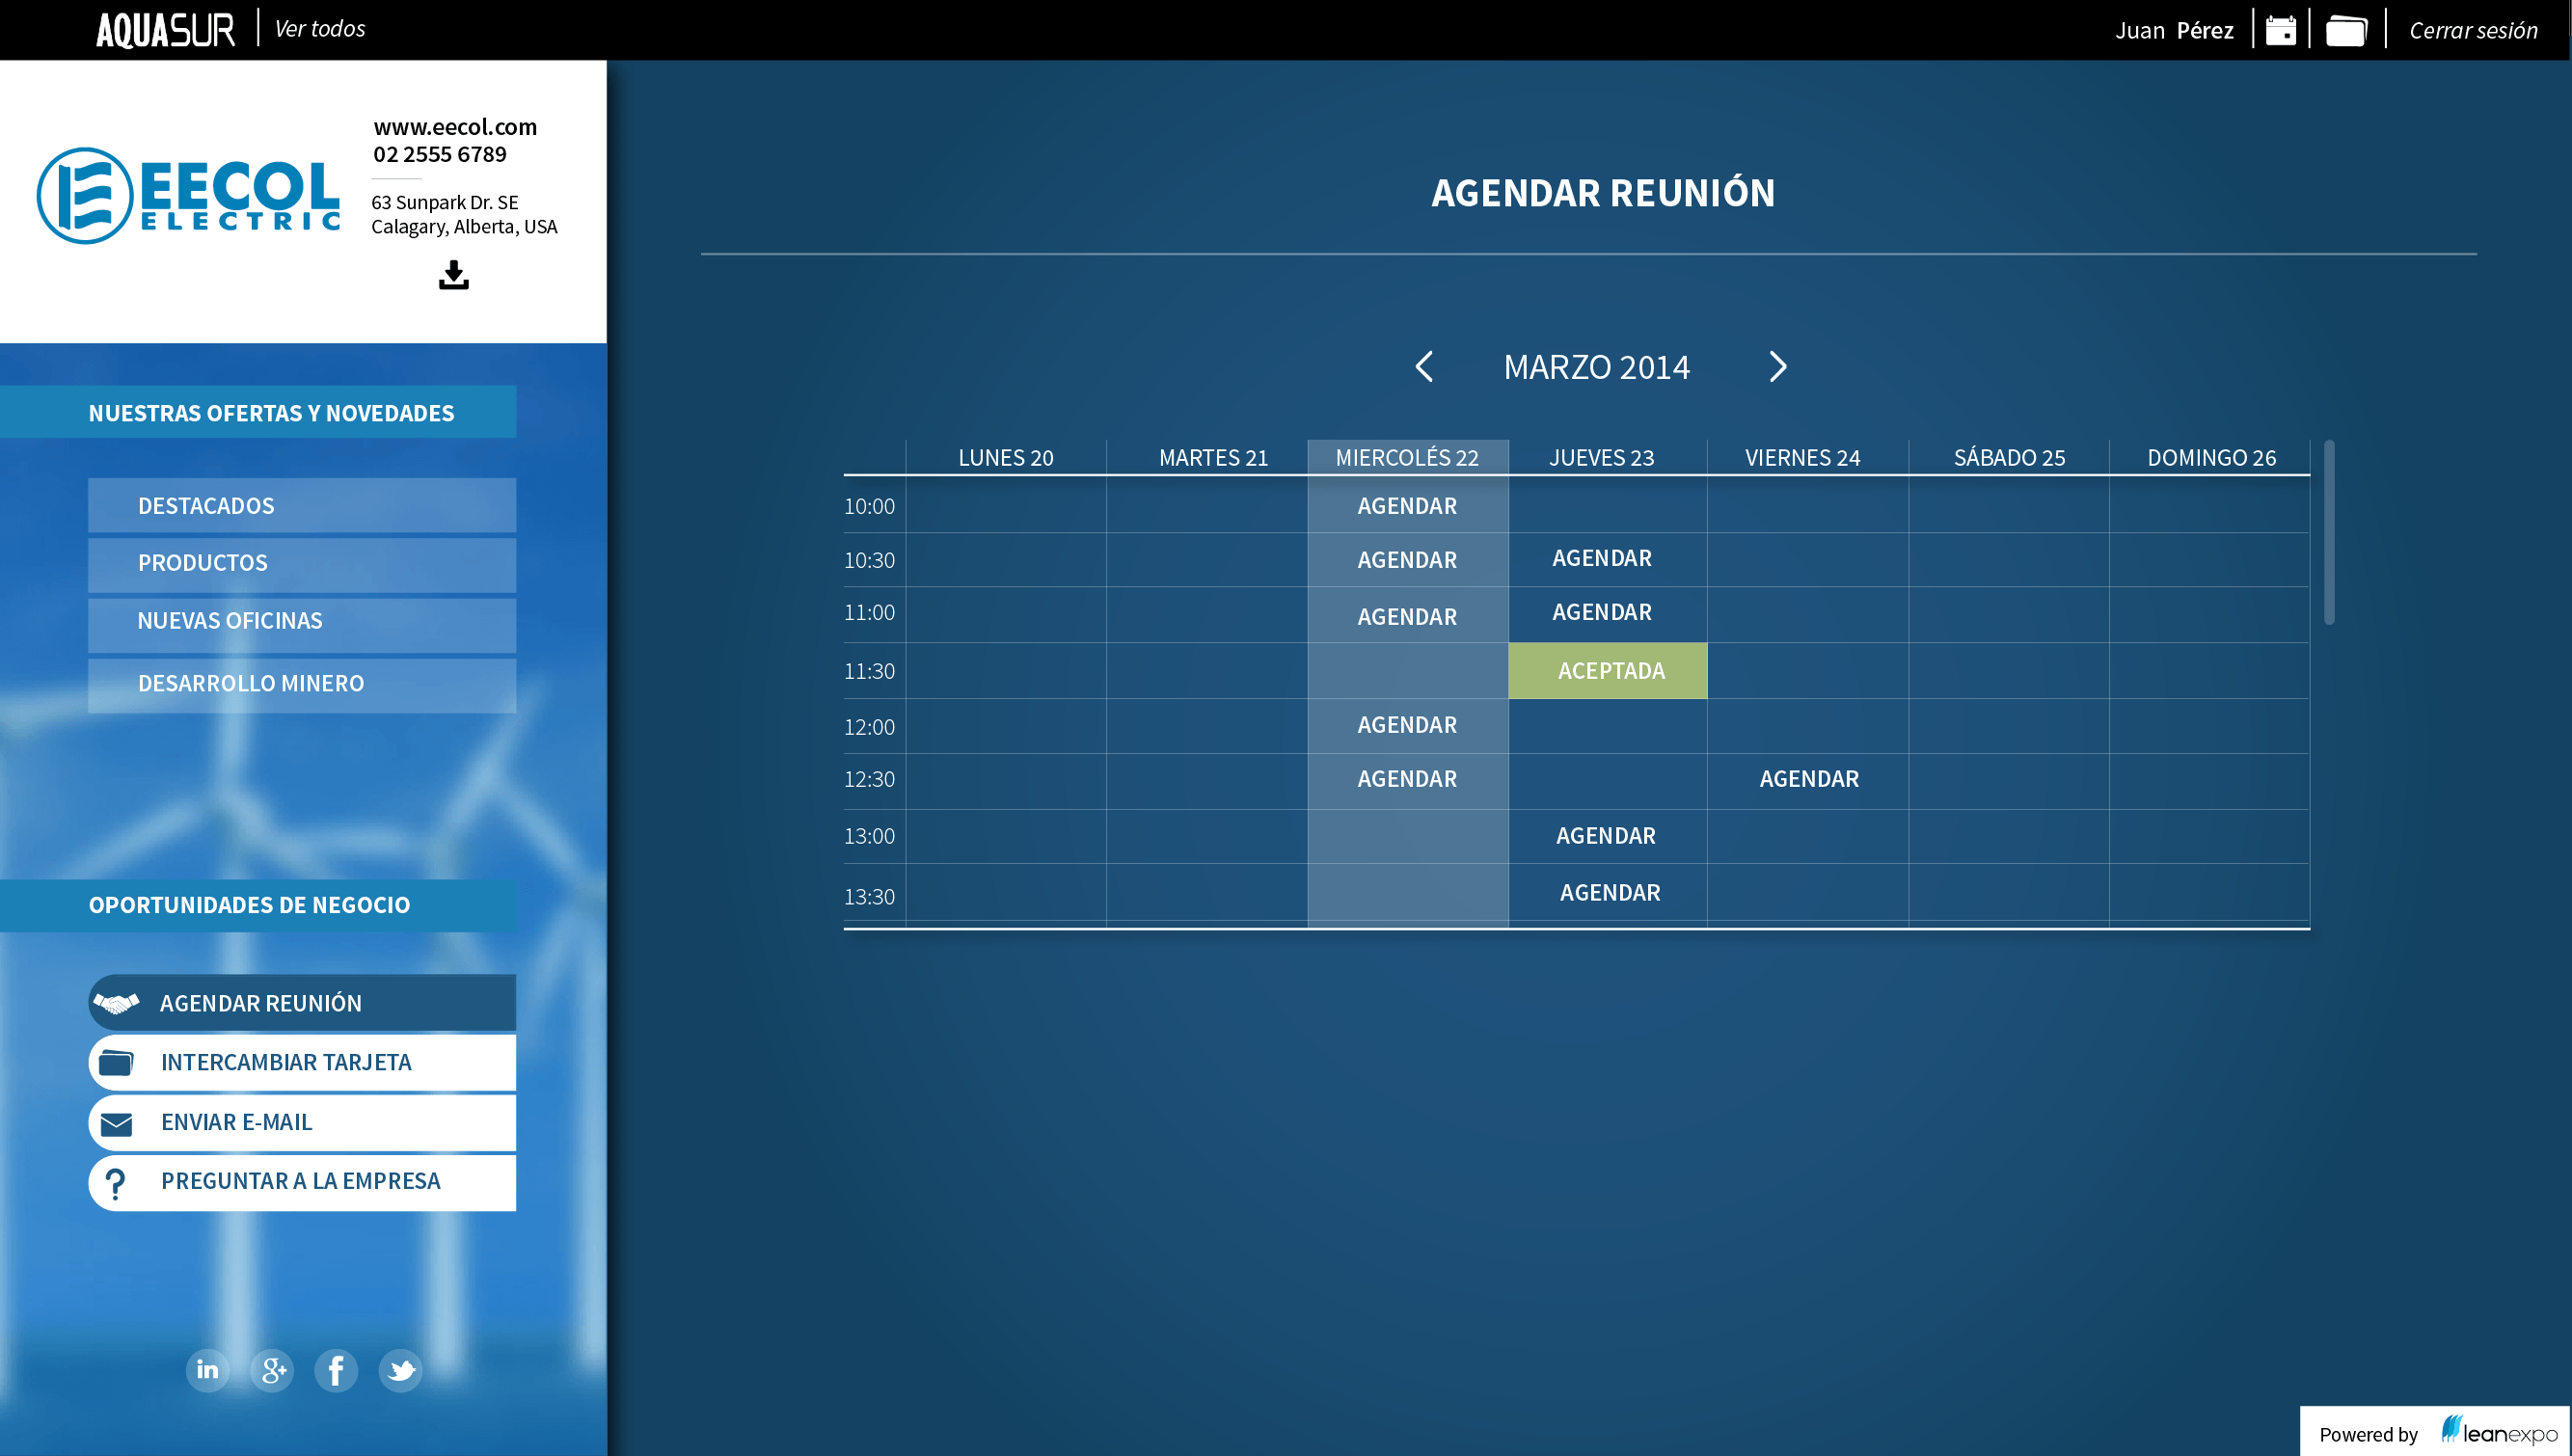 AQUASUR Ver todos
Juan Pérez Cerrar sesión
EECOL
ELECTRIC
www.eecol.com
02 2555 6789
63 Sunpark Dr. SE
Calagary, Alberta, USA
NUESTRAS OFERTAS Y NOVEDADES
DESTACADOS
PRODUCTOS
NUEVAS OFICINAS
DESARROLLO MINERO
OPORTUNIDADES DE NEGOCIO
AGENDAR REUNIÓN
INTERCAMBIAR TARJETA
ENVIAR E-MAIL
? PREGUNTAR A LA EMPRESA
in g+ f
AGENDAR REUNIÓN
MARZO 2014
LUNES 20 MARTES 21 MIERCOLÉS 22 JUEVES 23 VIERNES 24 SÁBADO 25 DOMINGO 26
10:00 AGENDAR
10:30 AGENDAR AGENDAR
11:00 AGENDAR AGENDAR
11:30 ACEPTADA
12:00 AGENDAR
12:30 AGENDAR AGENDAR
13:00 AGENDAR
13:30 AGENDAR
Powered by leanexpo